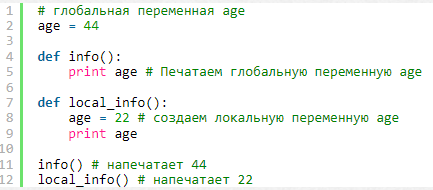 1 # глобальная переменная age
2 age = 44
3
4 def info():
5     print age # Печатаем глобальную переменную age
6
7 def local_info():
8     age = 22 # создаем локальную переменную age
9     print age
10
11 info() # напечатает 44
12 local_info() # напечатает 22